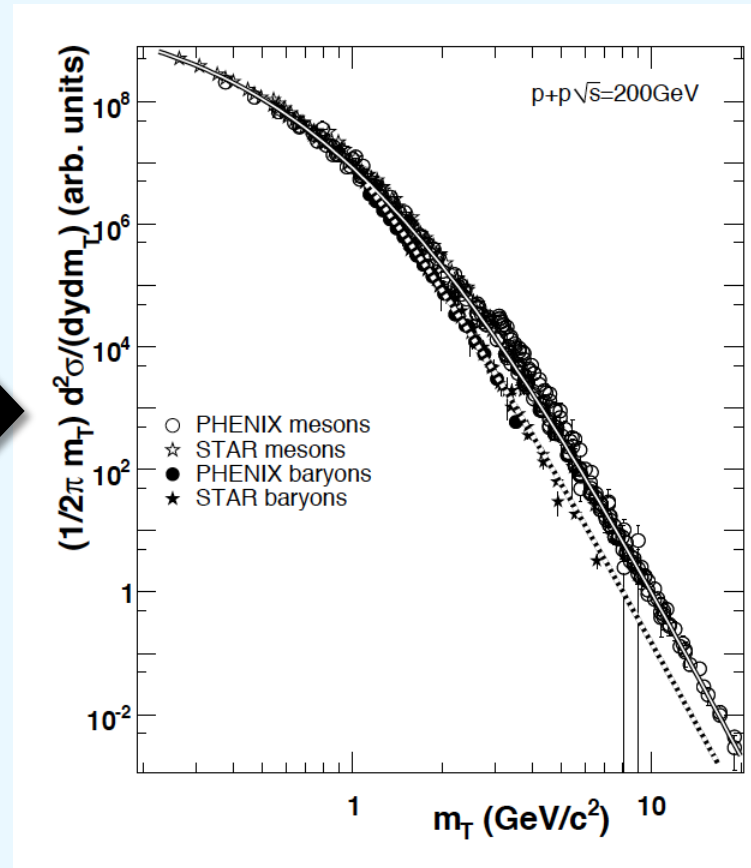 (1/2π m_T) d²σ/(dydm_T) (arb. units)
p+p√s=200GeV
10⁸
10⁶
10⁴
10²
1
10⁻²
○ PHENIX mesons
☆ STAR mesons
● PHENIX baryons
★ STAR baryons
1
10
m_T (GeV/c²)